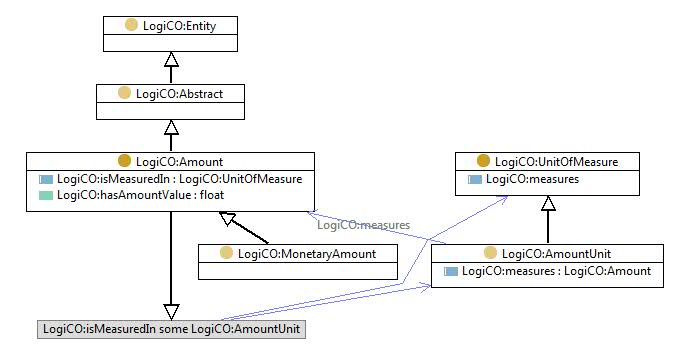 LogiCO:Entity
LogiCO:Abstract
LogiCO:Amount
LogiCO:isMeasuredIn : LogiCO:UnitOfMeasure
LogiCO:hasAmountValue : float
LogiCO:UnitOfMeasure
LogiCO:measures
LogiCO:measures
LogiCO:MonetaryAmount
LogiCO:AmountUnit
LogiCO:measures : LogiCO:Amount
LogiCO:isMeasuredIn some LogiCO:AmountUnit